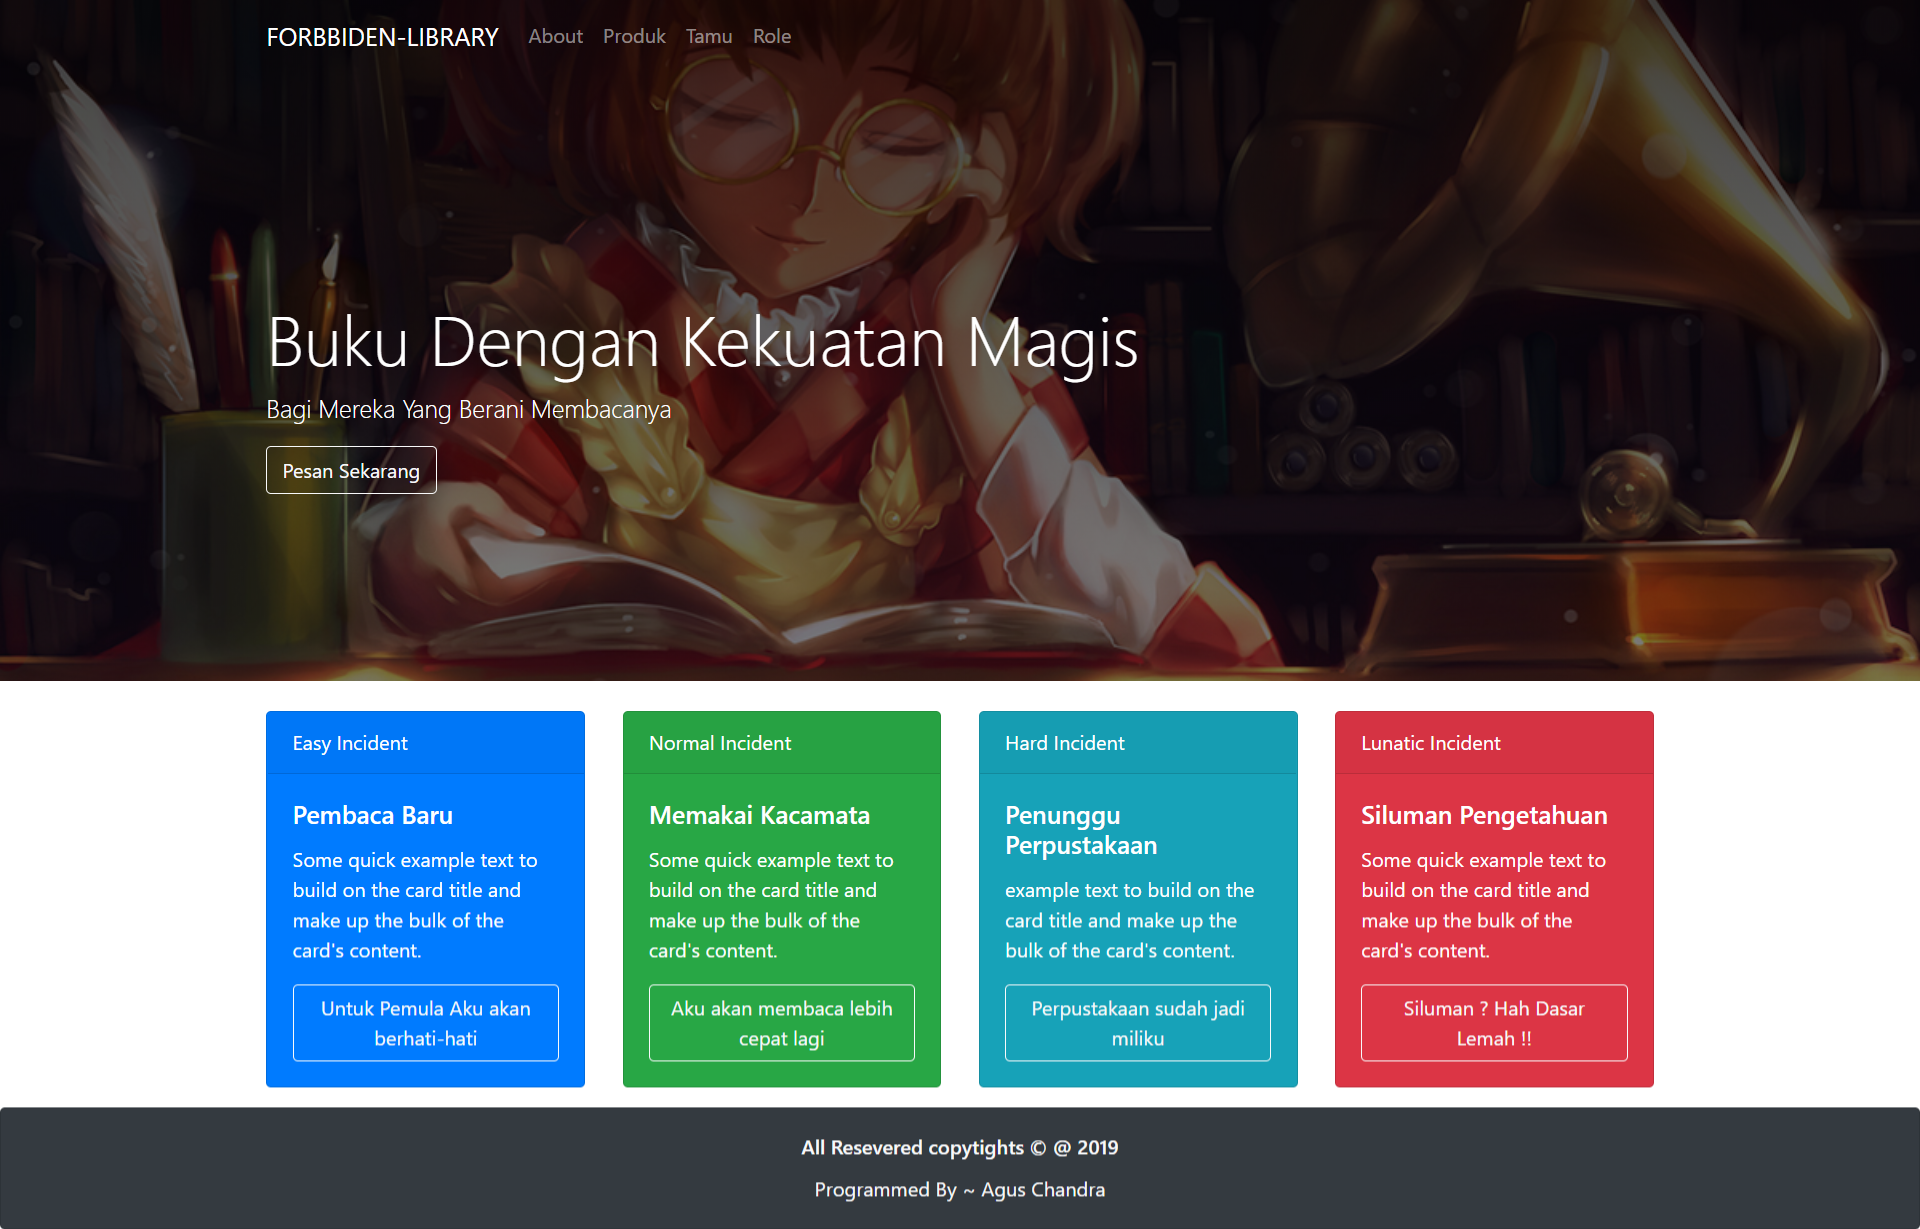 FORBBIDEN-LIBRARY About Produk Tamu Role
Buku Dengan Kekuatan Magis
Bagi Mereka Yang Berani Membacanya
Pesan Sekarang
Easy Incident
Pembaca Baru
Some quick example text to
build on the card title and
make up the bulk of the
card's content.
Untuk Pemula Aku akan
berhati-hati
Normal Incident
Memakai Kacamata
Some quick example text to
build on the card title and
make up the bulk of the
card's content.
Aku akan membaca lebih
cepat lagi
Hard Incident
Penunggu
Perpustakaan
example text to build on the
card title and make up the
bulk of the card's content.
Perpustakaan sudah jadi
miliku
Lunatic Incident
Siluman Pengetahuan
Some quick example text to
build on the card title and
make up the bulk of the
card's content.
Siluman ? Hah Dasar
Lemah !!
All Resevered copytights © @ 2019
Programmed By ~ Agus Chandra